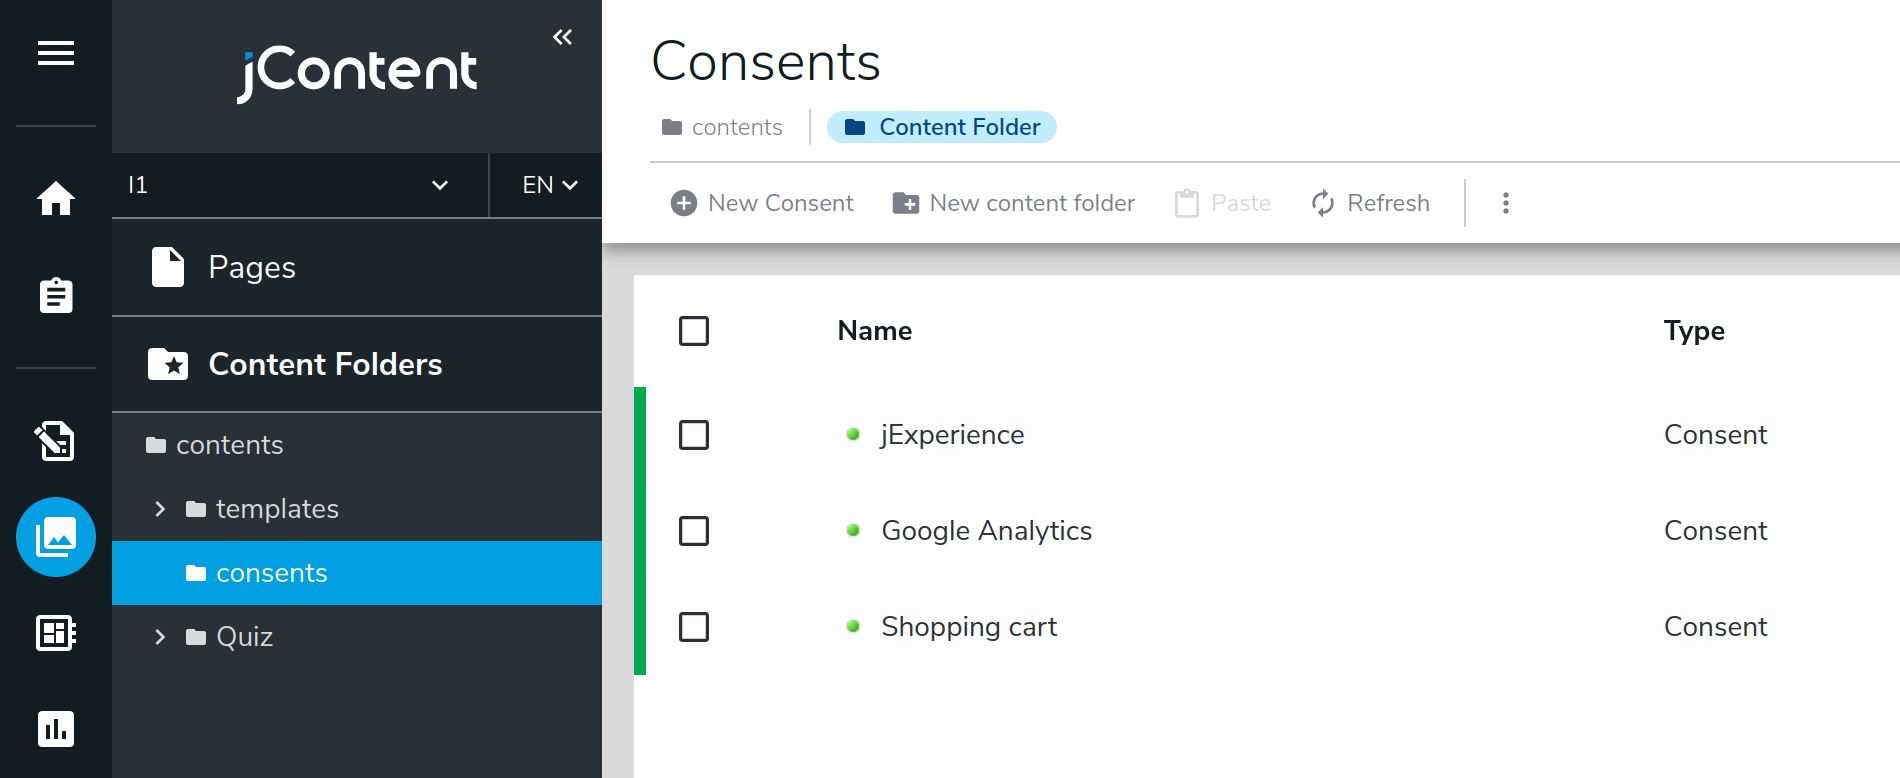 jContent
I1
EN
Pages
Content Folders
contents
templates
consents
Quiz
Consents
contents
Content Folder
New Consent
New content folder
Paste
Refresh
Name
Type
jExperience
Consent
Google Analytics
Consent
Shopping cart
Consent